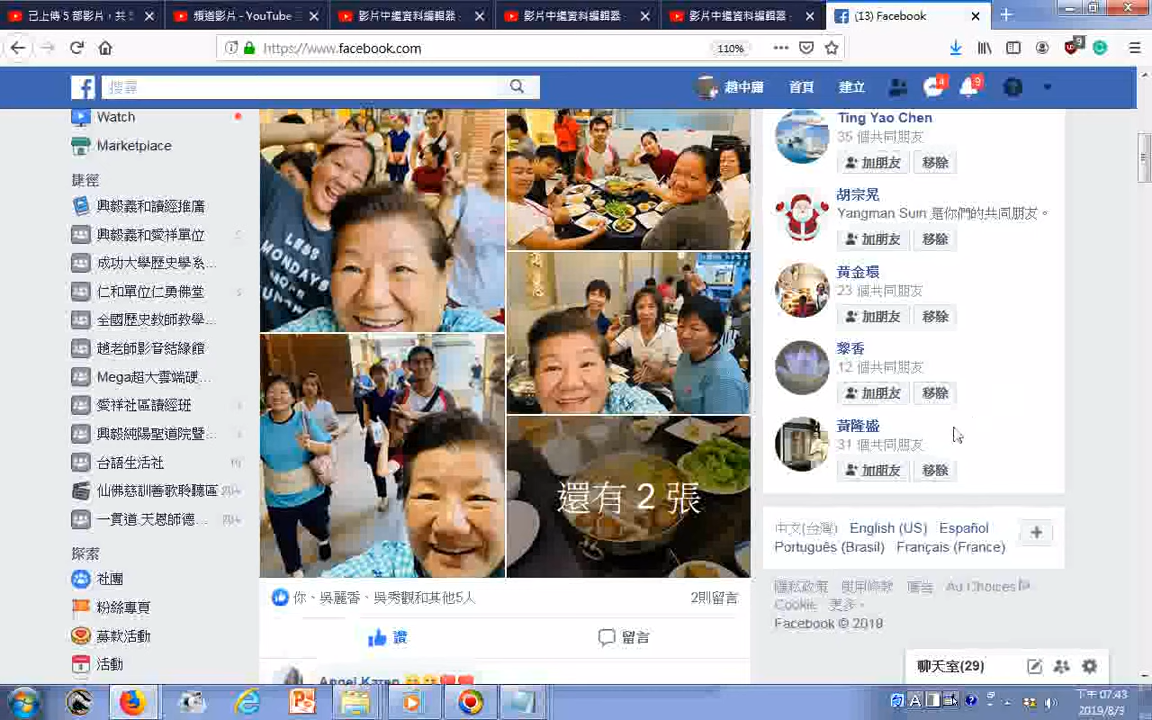 已上傳 5 部影片，共 5
頻道影片 - YouTube
影片中繼資料編輯器
影片中繼資料編輯器
影片中繼資料編輯器
(13) Facebook
https://www.facebook.com
110%
搜尋
趙中庸
首頁
建立
4
9
Watch
Marketplace
捷徑
興毅義和讀經推廣
興毅義和愛祥單位
成功大學歷史學系...
仁和單位仁勇佛堂
5
全國歷史教師教學...
趙老師影音結緣館
Mega超大雲端硬...
愛祥社區讀經班
興毅純陽聖道院暨...
台語生活社
仙佛慈訓善歌聆聽區
20+
一貫道.天恩師德...
20+
探索
社團
粉絲專頁
募款活動
活動
LESS
MONDAYS
還有 2 張
你、吳麗香、吳秀觀和其他5人
2則留言
讚
留言
Angel Karen
Ting Yao Chen
35 個共同朋友
加朋友
移除
胡宗晃
Yangman Sum 是你們的共同朋友。
加朋友
移除
黃金環
23 個共同朋友
加朋友
移除
黎香
12 個共同朋友
加朋友
移除
黃隆盛
31 個共同朋友
加朋友
移除
中文(台灣)
English (US)
Español
Português (Brasil)
Français (France)
隱私政策
使用條款
廣告
Ad Choices
Cookie
更多
Facebook © 2019
聊天室(29)
下午 07:43
2019/8/3